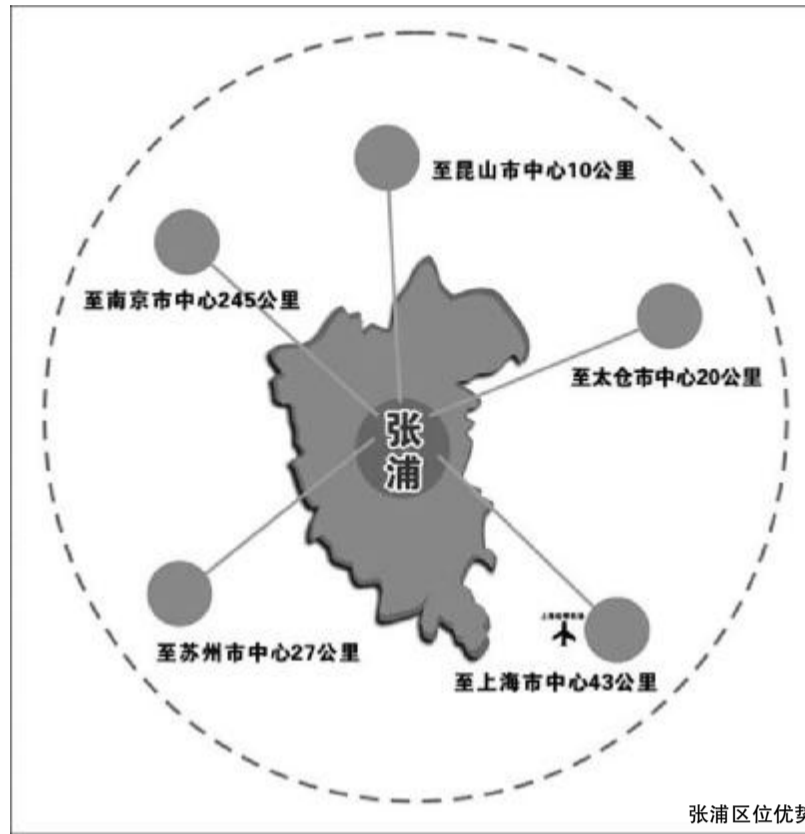 至昆山市中心10公里
至南京市中心245公里
至太仓市中心20公里
张
浦
至苏州市中心27公里
至上海市中心43公里
张浦区位优势